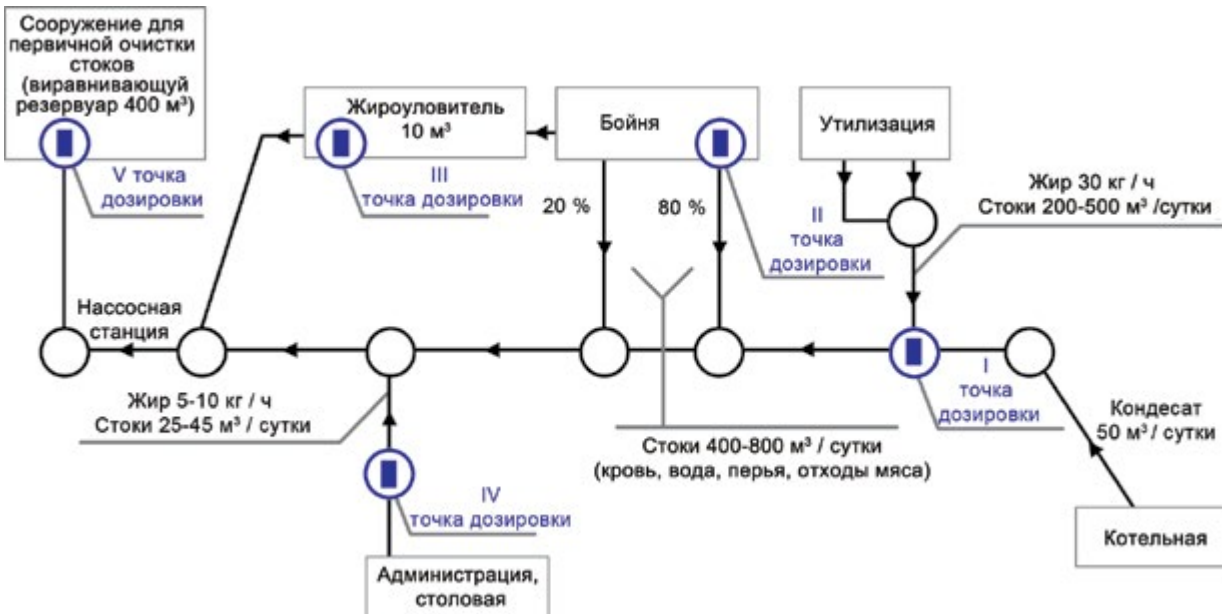 Сооружение для
первичной очистки
стоков
(виравнивающуй
резервуар 400 м³)
Жироуловитель
10 м³
Бойня
Утилизация
V точка
дозировки
III
точка дозировки
20 %
80 %
II
точка
дозировки
Жир 30 кг / ч
Стоки 200-500 м³ /сутки
Нассосная
станция
Жир 5-10 кг / ч
Стоки 25-45 м³ / сутки
I
точка
дозировки
Кондесат
50 м³ / сутки
Стоки 400-800 м³ / сутки
(кровь, вода, перья, отходы мяса)
IV
точка дозировки
Котельная
Администрация,
столовая